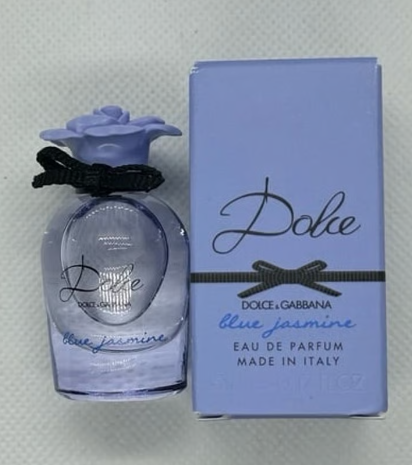 Dolce
DOLCE & GABBANA
blue jasmine
Dolce
DOLCE & GABBANA
blue jasmine
EAU DE PARFUM
MADE IN ITALY